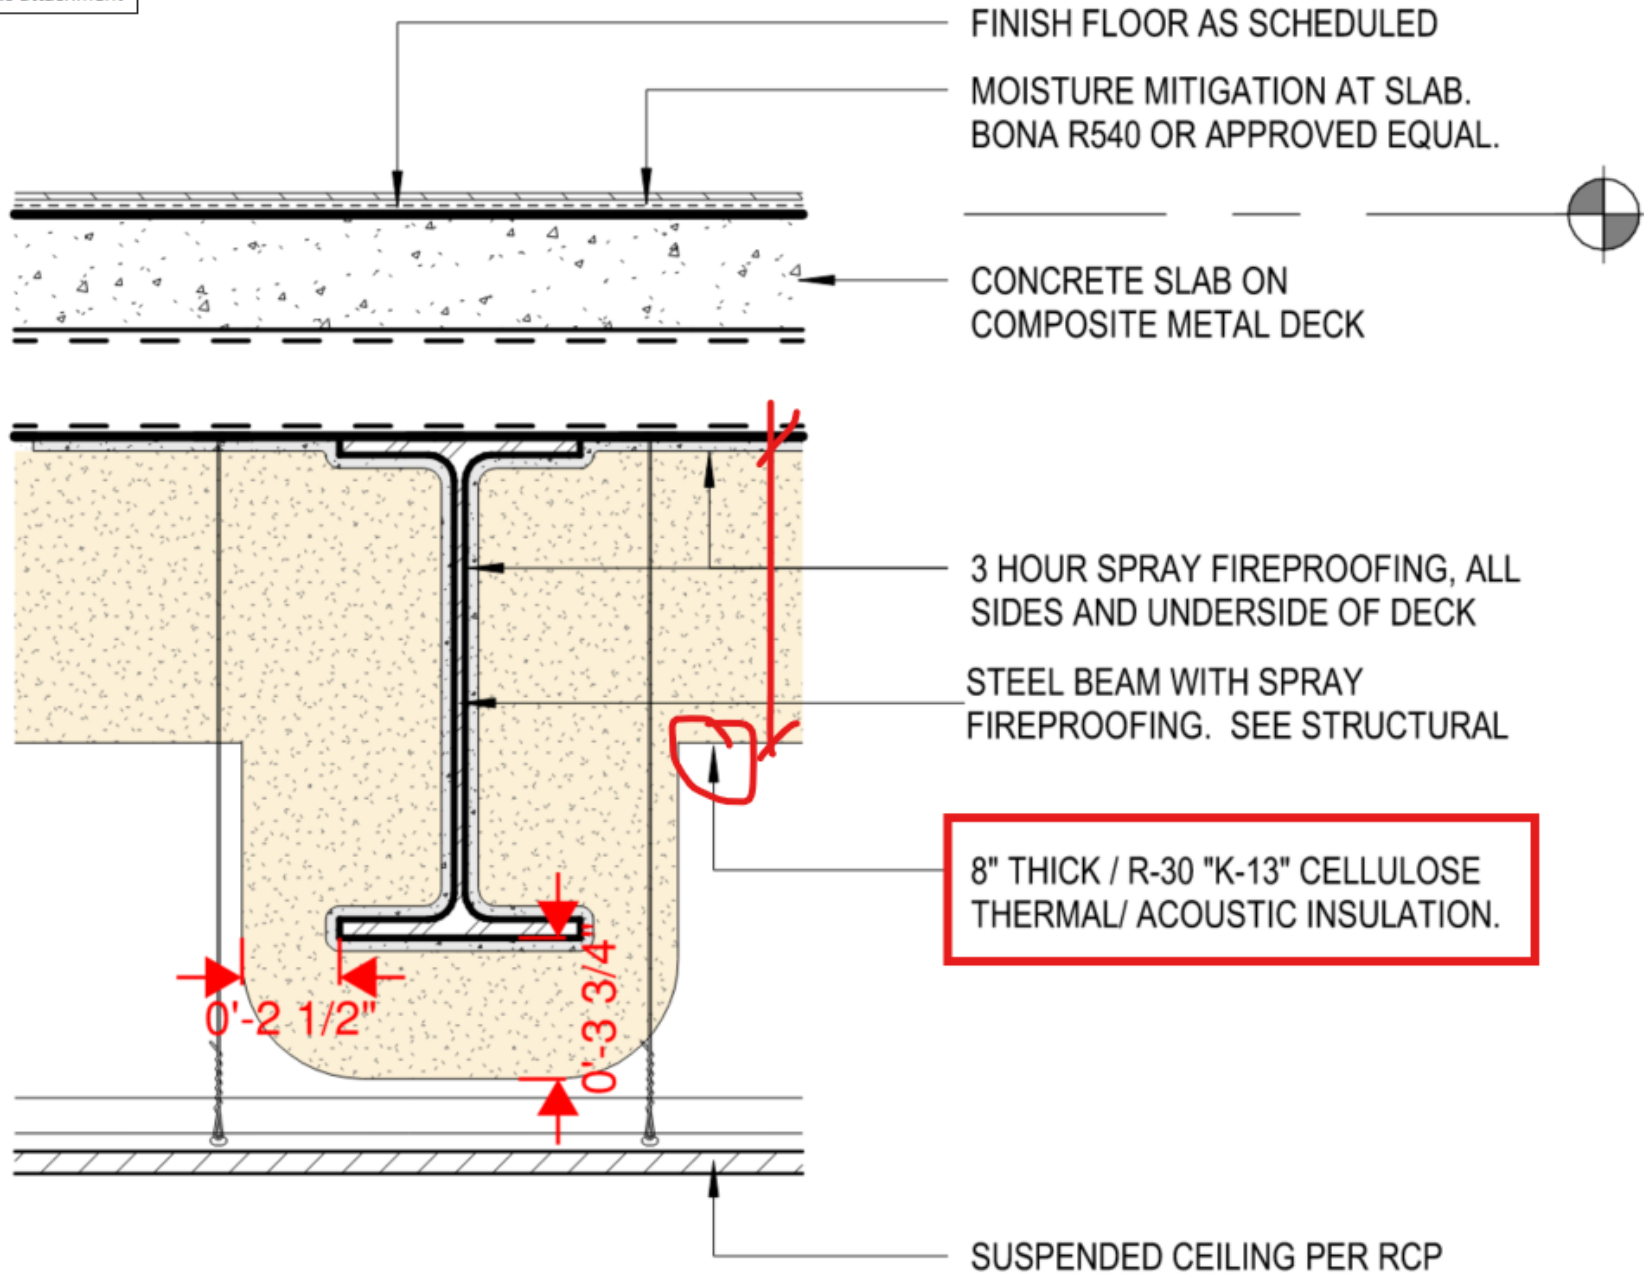 FINISH FLOOR AS SCHEDULED
MOISTURE MITIGATION AT SLAB.
BONA R540 OR APPROVED EQUAL.
CONCRETE SLAB ON
COMPOSITE METAL DECK
3 HOUR SPRAY FIREPROOFING, ALL
SIDES AND UNDERSIDE OF DECK
STEEL BEAM WITH SPRAY
FIREPROOFING. SEE STRUCTURAL
8" THICK / R-30 "K-13" CELLULOSE
THERMAL/ ACOUSTIC INSULATION.
0'-2 1/2"
0'-3 3/4"
SUSPENDED CEILING PER RCP